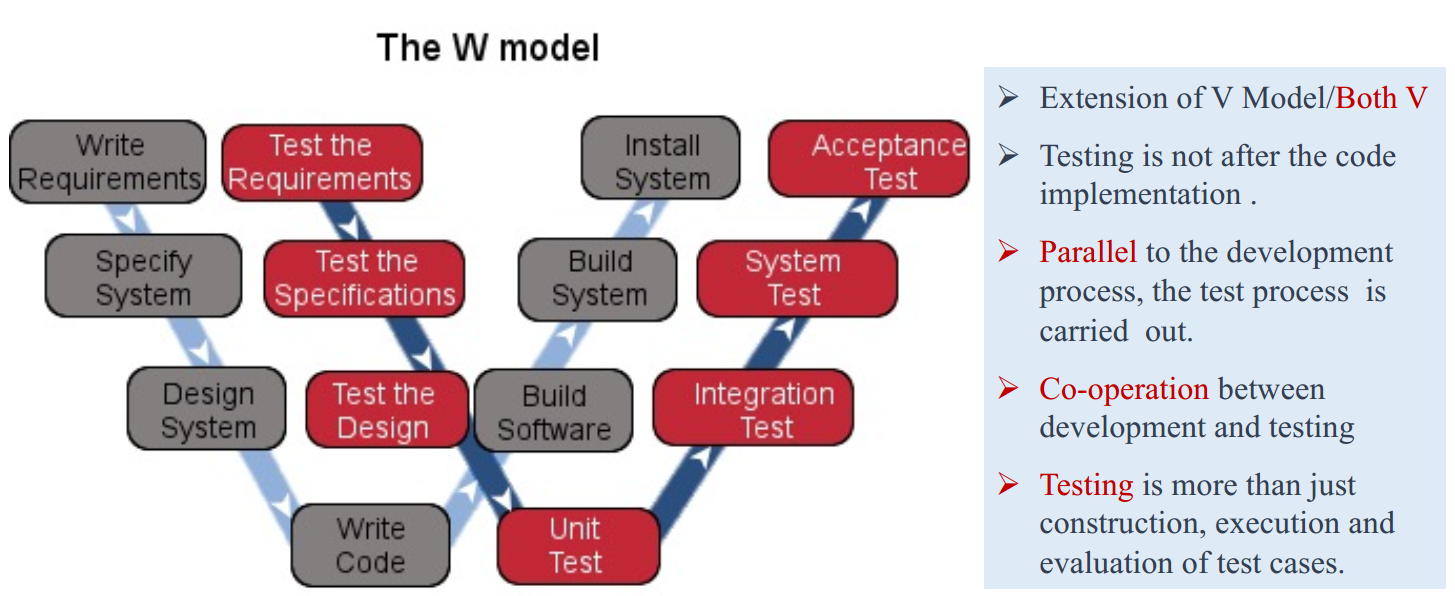 The W model
Write
Requirements
Test the
Requirements
Install
System
Acceptance
Test
Specify
System
Test the
Specifications
Build
System
System
Test
Design
System
Test the
Design
Build
Software
Integration
Test
Write
Code
Unit
Test
Extension of V Model/Both V
Testing is not after the code
implementation .
Parallel to the development
process, the test process is
carried out.
Co-operation between
development and testing
Testing is more than just
construction, execution and
evaluation of test cases.